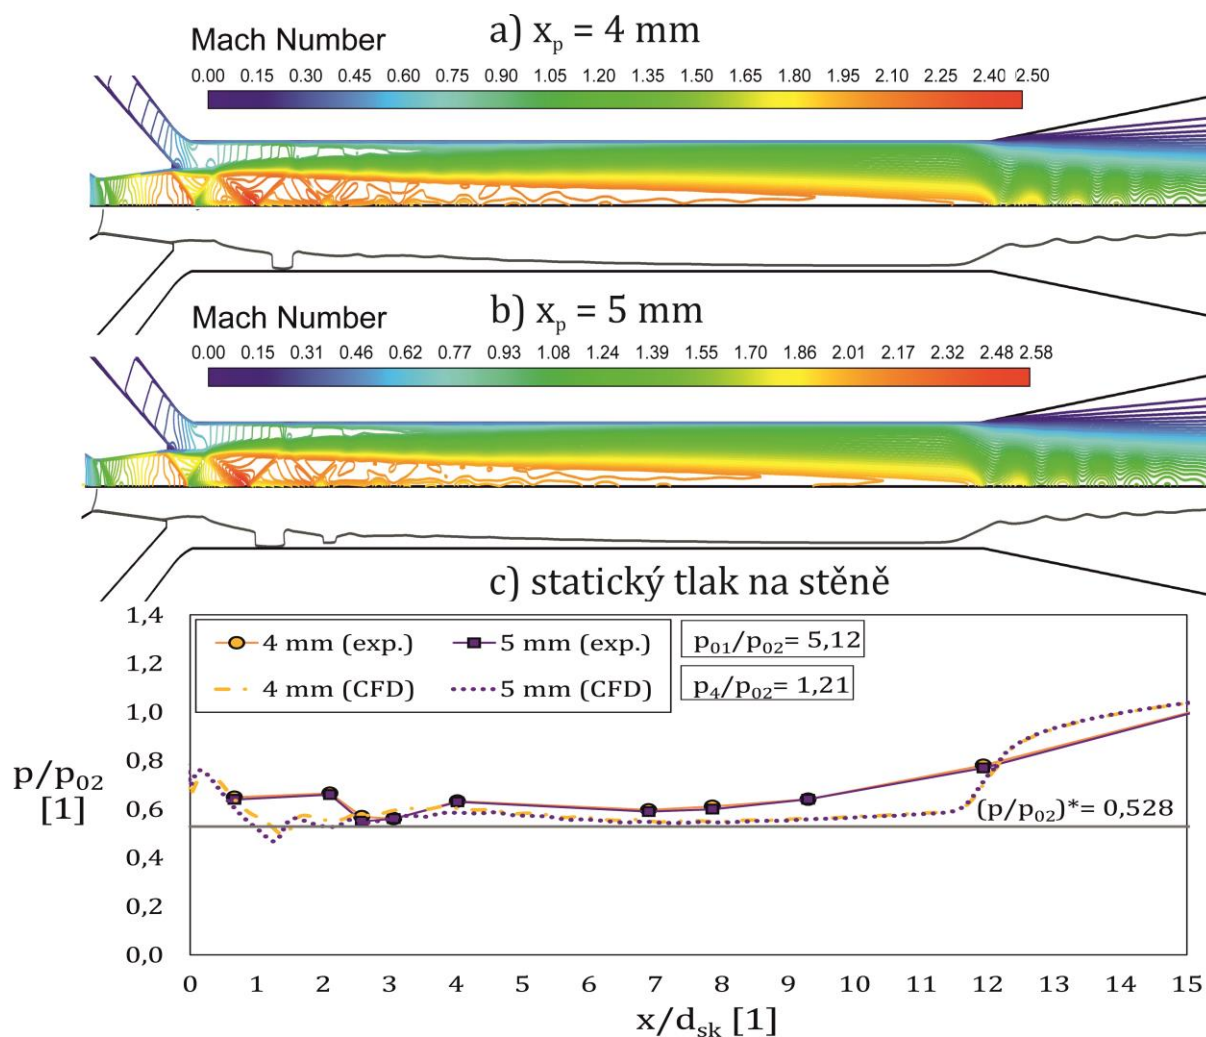 a) xₚ = 4 mm
Mach Number
0.00 0.15 0.30 0.45 0.60 0.75 0.90 1.05 1.20 1.35 1.50 1.65 1.80 1.95 2.10 2.25 2.40 2.50
b) xₚ = 5 mm
Mach Number
0.00 0.15 0.31 0.46 0.62 0.77 0.93 1.08 1.24 1.39 1.55 1.70 1.86 2.01 2.17 2.32 2.48 2.58
c) statický tlak na stěně
1,4
1,2
1,0
0,8
0,6
0,4
0,2
0,0
p/p₀₂
[1]
4 mm (exp.) 5 mm (exp.)
4 mm (CFD) 5 mm (CFD)
p₀₁/p₀₂= 5,12
p₄/p₀₂= 1,21
(p/p₀₂)*= 0,528
0 1 2 3 4 5 6 7 8 9 10 11 12 13 14 15
x/d_sk [1]